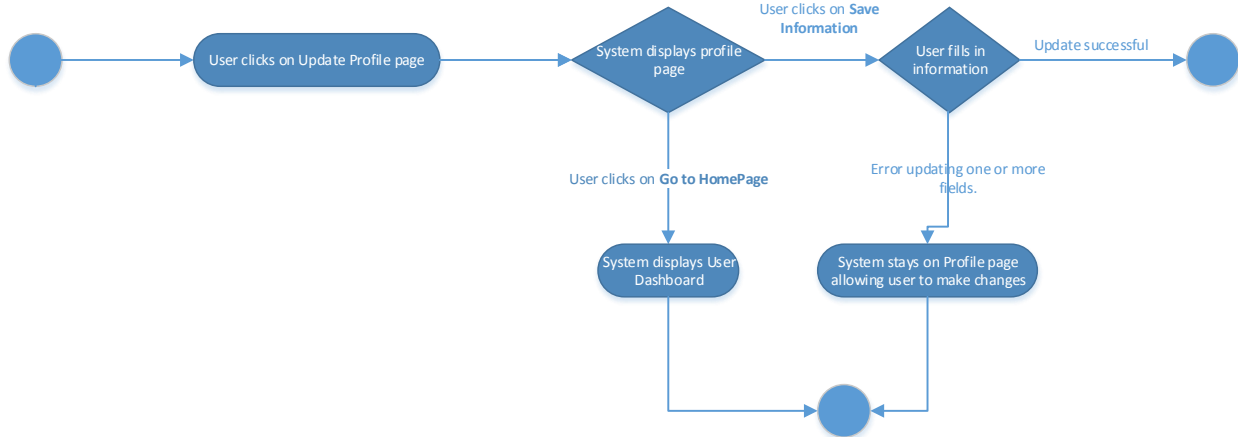 User clicks on Save
Information
User clicks on Update Profile page
System displays profile
page
User fills in
information
Update successful
User clicks on Go to HomePage
Error updating one or more
fields.
System displays User
Dashboard
System stays on Profile page
allowing user to make changes